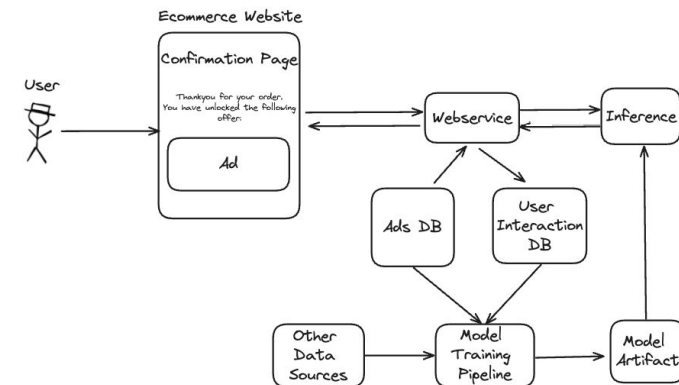 Ecommerce Website
Confirmation Page
User
Thankyou for your order.
You have unlocked the following
offer:
Ad
Webservice
Inference
Ads DB
User
Interaction
DB
Other
Data
Sources
Model
Training
Pipeline
Model
Artifact